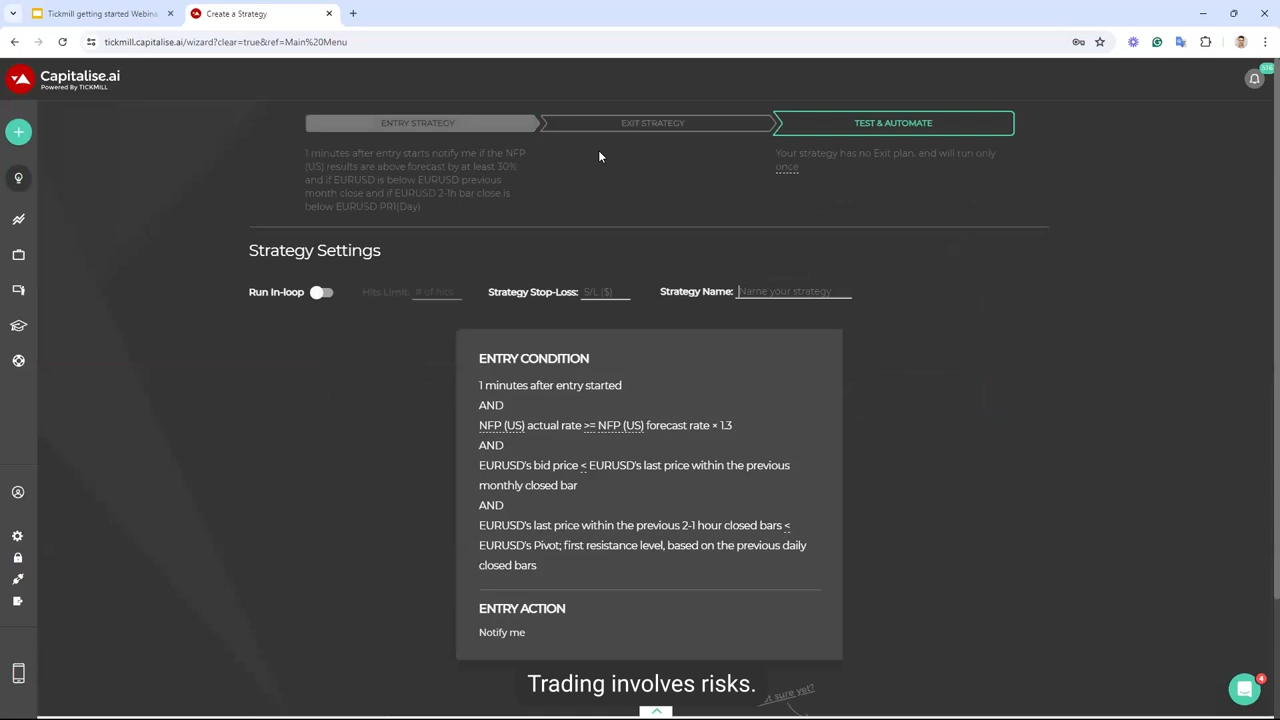 Tickmill getting started Webina
Create a Strategy
tickmill.capitalise.ai/wizard?clear=true&ref=Main%20Menu
Capitalise.ai
Powered By TICKMILL
576
ENTRY STRATEGY
EXIT STRATEGY
TEST & AUTOMATE
1 minutes after entry starts notify me if the NFP
(US) results are above forecast by at least 30%
and if EURUSD is below EURUSD previous
month close and if EURUSD 2-1h bar close is
below EURUSD PR1(Day)
Your strategy has no Exit plan, and will run only
once
Strategy Settings
Run In-loop
Hits Limit: # of hits
Strategy Stop-Loss: S/L ($)
Strategy Name: Name your strategy
ENTRY CONDITION
1 minutes after entry started
AND
NFP (US) actual rate >= NFP (US) forecast rate × 1.3
AND
EURUSD's bid price < EURUSD's last price within the previous
monthly closed bar
AND
EURUSD's last price within the previous 2-1 hour closed bars <
EURUSD's Pivot; first resistance level, based on the previous daily
closed bars
ENTRY ACTION
Notify me
Trading involves risks.
sure yet?
4